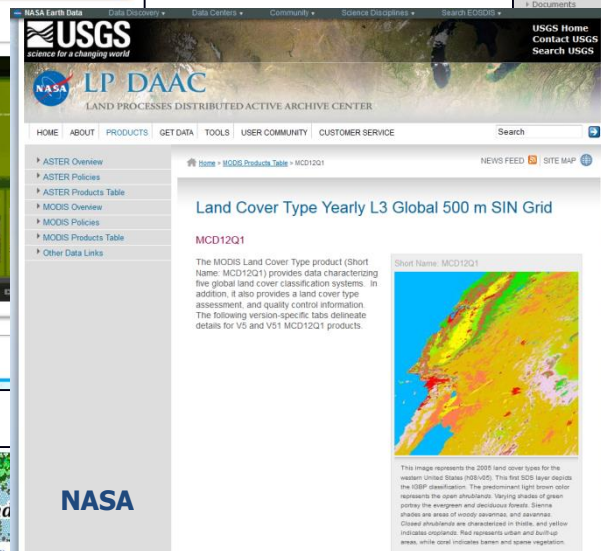 Documents
NASA Earth Data Data Discovery Data Centers Community Science Disciplines Search EOSDIS
USGS
science for a changing world
USGS Home
Contact USGS
Search USGS
NASA
LP DAAC
LAND PROCESSES DISTRIBUTED ACTIVE ARCHIVE CENTER
HOME ABOUT PRODUCTS GET DATA TOOLS USER COMMUNITY CUSTOMER SERVICE Search
ASTER Overview
ASTER Policies
ASTER Products Table
MODIS Overview
MODIS Policies
MODIS Products Table
Other Data Links
Home > MODIS Products Table > MCD12Q1
NEWS FEED SITE MAP
Land Cover Type Yearly L3 Global 500 m SIN Grid
MCD12Q1
The MODIS Land Cover Type product (Short
Name: MCD12Q1) provides data characterizing
five global land cover classification systems. In
addition, it also provides a land cover type
assessment, and quality control information.
The following version-specific tabs delineate
details for V5 and V51 MCD12Q1 products.
Short Name: MCD12Q1
This image represents the 2005 land cover types for the
western United States (h08/v05). This first SDS layer depicts
the IGBP classification. The predominant light brown color
represents the open shrublands. Varying shades of green
portray the evergreen and deciduous forests. Sienna
shades are areas of woody savannas, and savannas.
Closed shrublands are characterized in thistle, and yellow
indicates croplands. Red represents urban and built-up
areas, while coral indicates barren and sparse vegetation.
NASA